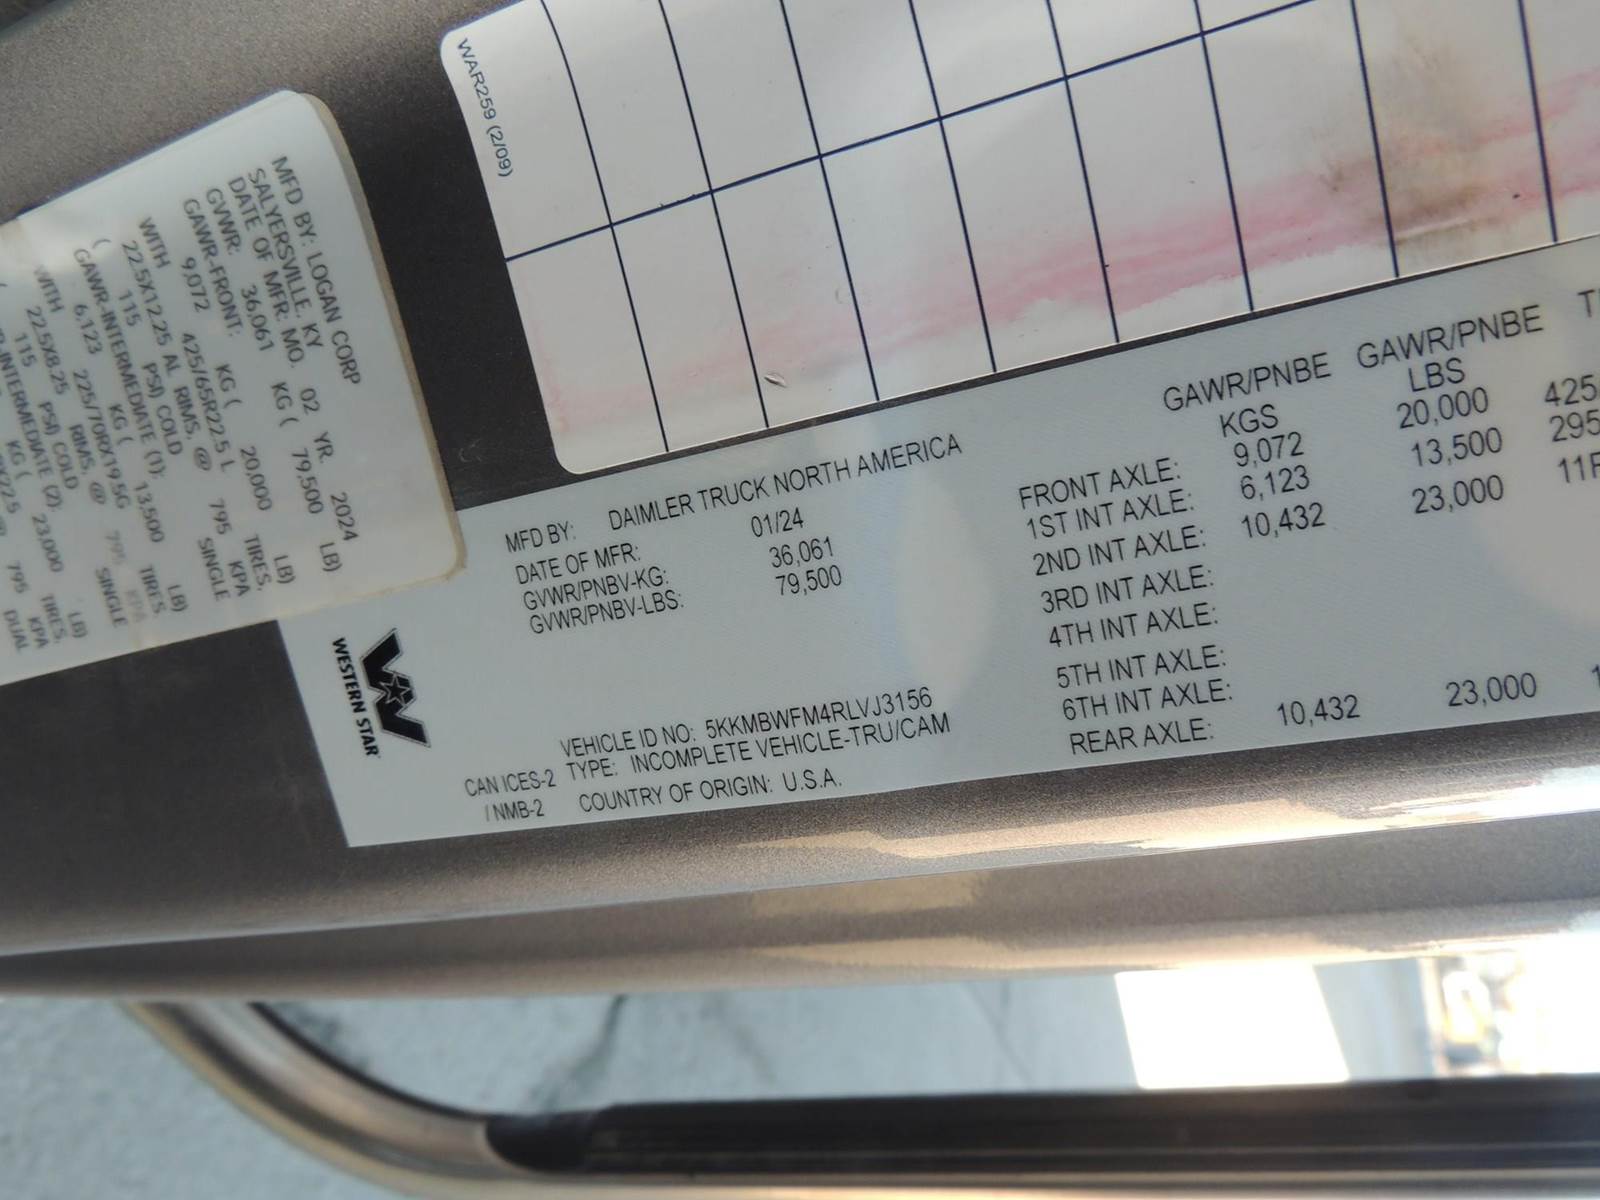 WAR259 (2/09)
MFD BY: LOGAN CORP
SALYERSVILLE, KY
DATE OF MFR: MO. 02 YR. 2024
GVWR: 36,061 KG ( 79,500 LB)
GAWR-FRONT: KG ( 20,000 LB)
9,072 425/65R22.5 L TIRES,
WITH 22.5X12.25 AL RIMS, @ 795 KPA
( 115 PSI) COLD SINGLE
GAWR-INTERMEDIATE (1): 13,500 LB)
6,123 KG ( TIRES,
WITH 225/70RX19.5G 795 KPA
22.5X8.25 RIMS, @ SINGLE
( 115 PSI) COLD
INTERMEDIATE (2): 23,000 LB)
KG ( TIRES,
795 KPA
DUAL
MFD BY: DAIMLER TRUCK NORTH AMERICA
DATE OF MFR: 01/24
GVWR/PNBV-KG: 36,061
GVWR/PNBV-LBS: 79,500
WESTERN STAR
VEHICLE ID NO: 5KKMBWFM4RLVJ3156
TYPE: INCOMPLETE VEHICLE-TRU/CAM
CAN ICES-2
/ NMB-2
COUNTRY OF ORIGIN: U.S.A.
GAWR/PNBE GAWR/PNBE
KGS LBS
FRONT AXLE: 9,072 20,000 425
1ST INT AXLE: 6,123 13,500 295
2ND INT AXLE: 10,432 23,000 11R
3RD INT AXLE:
4TH INT AXLE:
5TH INT AXLE:
6TH INT AXLE:
REAR AXLE: 10,432 23,000